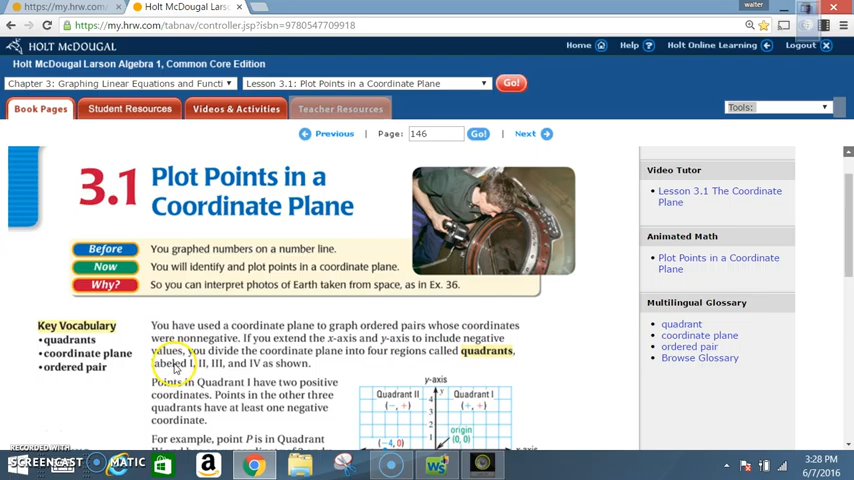 https://my.hrw.com/tabnav/
Holt McDougal Lars
walter
https://my.hrw.com/tabnav/controller.jsp?isbn=9780547709918
HOLT MCDOUGAL
Home
Help
Holt Online Learning
Logout
Holt McDougal Larson Algebra 1, Common Core Edition
Chapter 3: Graphing Linear Equations and Functi
Lesson 3.1: Plot Points in a Coordinate Plane
Go!
Book Pages
Student Resources
Videos & Activities
Teacher Resources
Tools:
Previous | Page: 146 Go! | Next
3.1 Plot Points in a
Coordinate Plane
Before You graphed numbers on a number line.
Now You will identify and plot points in a coordinate plane.
Why? So you can interpret photos of Earth taken from space, as in Ex. 36.
Key Vocabulary
• quadrants
• coordinate plane
• ordered pair
You have used a coordinate plane to graph ordered pairs whose coordinates
were nonnegative. If you extend the x-axis and y-axis to include negative
values, you divide the coordinate plane into four regions called quadrants,
labeled I, II, III, and IV as shown.
Points in Quadrant I have two positive
coordinates. Points in the other three
quadrants have at least one negative
coordinate.
For example, point P is in Quadrant
y-axis
y
Quadrant II
(−, +)
Quadrant I
(+, +)
4
3
2
1
origin
(0, 0)
(−4, 0)
x-axis
Video Tutor
• Lesson 3.1 The Coordinate
Plane
Animated Math
• Plot Points in a Coordinate
Plane
Multilingual Glossary
• quadrant
• coordinate plane
• ordered pair
• Browse Glossary
RECORDED WITH
SCREENCAST MATIC
3:28 PM
6/7/2016